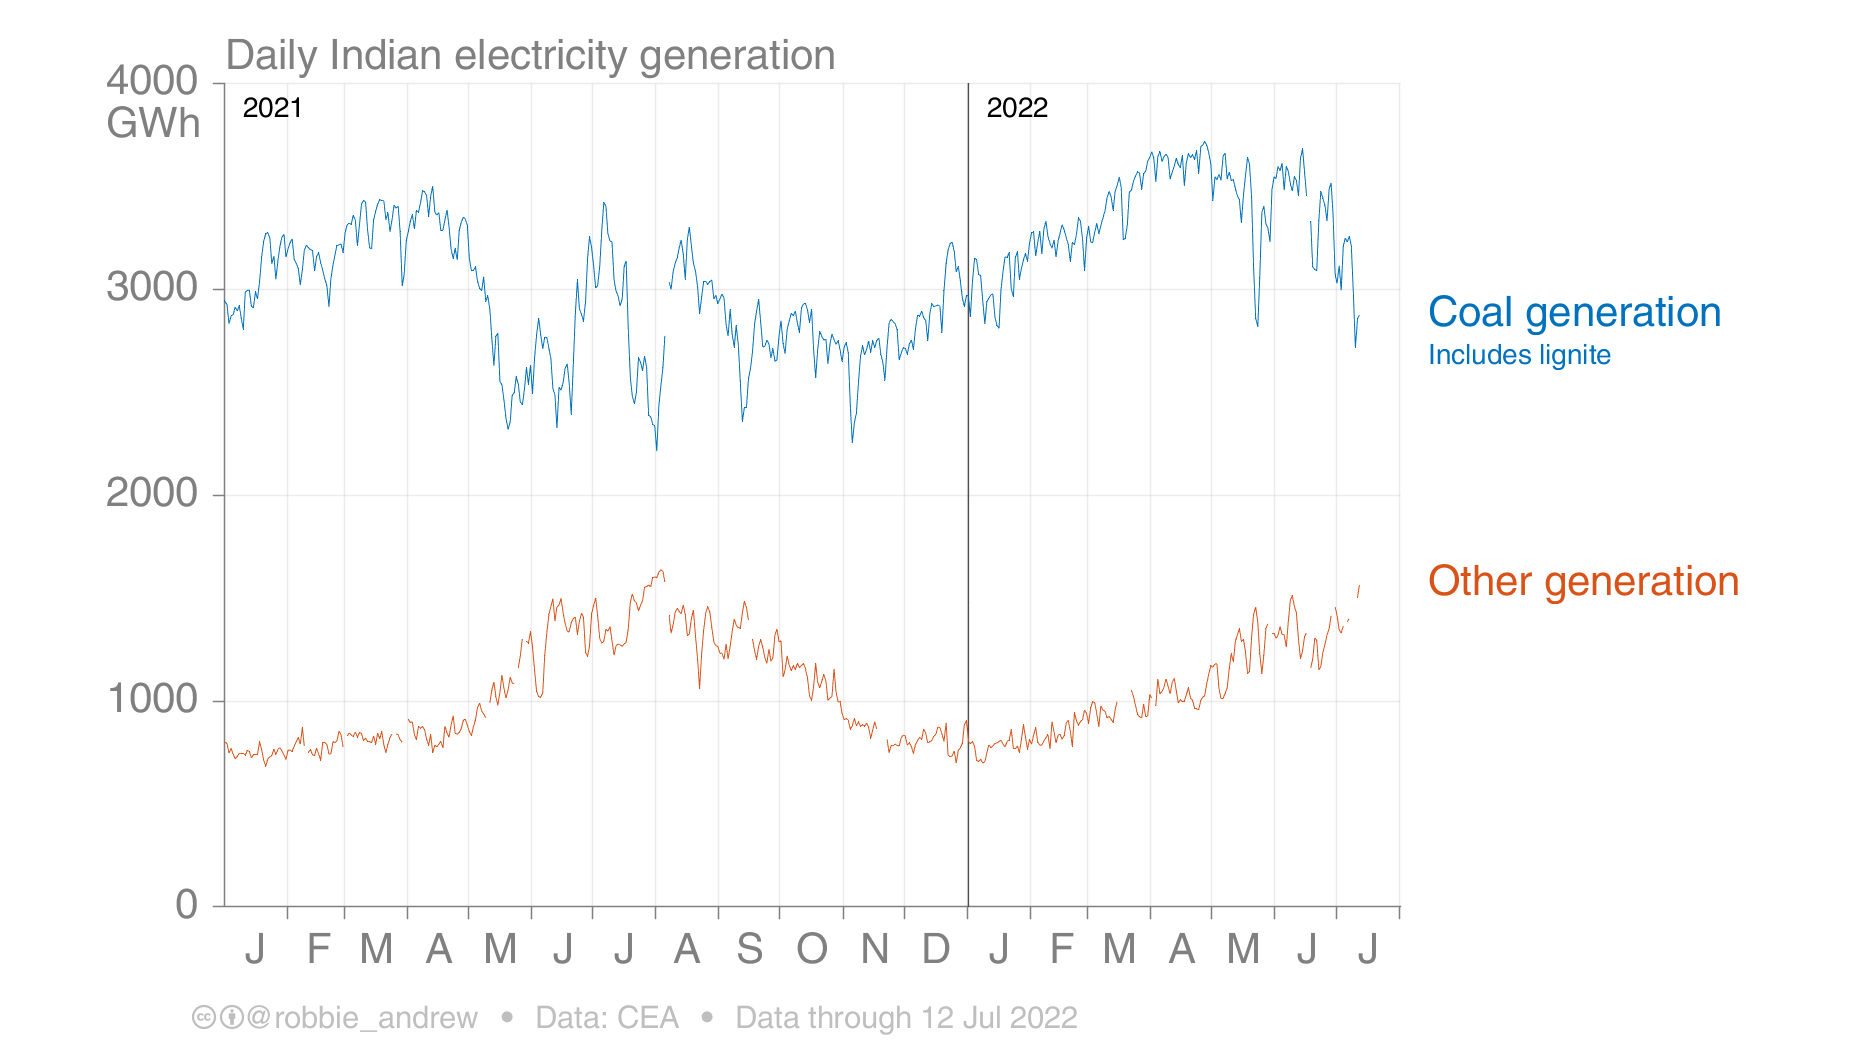 Daily Indian electricity generation
4000
GWh
2021
2022
3000
Coal generation
Includes lignite
2000
Other generation
1000
0
J F M A M J J A S O N D J F M A M J J
cc @robbie_andrew • Data: CEA • Data through 12 Jul 2022